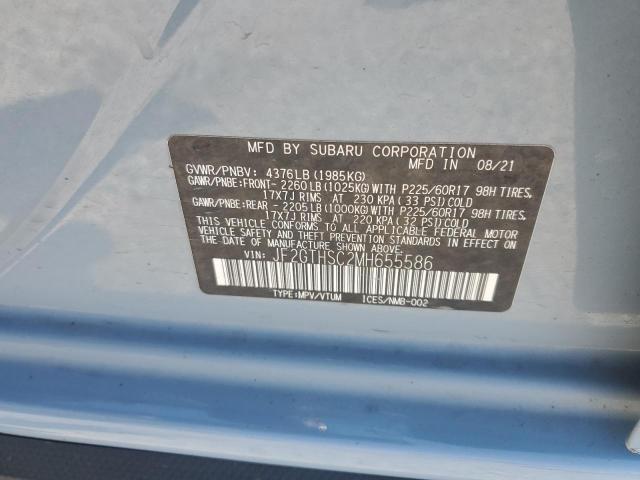 MFD BY SUBARU CORPORATION
GVWR/PNBV: 4376LB(1985KG) MFD IN 08/21
GAWR/PNBE:FRONT-2260LB(1025KG)WITH P225/60R17 98H TIRES,
17X7J RIMS AT 230 KPA(33 PSI)COLD
GAWR/PNBE:REAR -2205LB(1000KG)WITH P225/60R17 98H TIRES,
17X7J RIMS AT 220 KPA(32 PSI)COLD
THIS VEHICLE CONFORMS TO ALL APPLICABLE FEDERAL MOTOR
VEHICLE SAFETY AND BUMPER STANDARDS IN EFFECT
ON THE DATE OF MANUFACTURE SHOWN ABOVE.
VIN: JF2GTHSC2MH655586
TYPE:MPV/VTUM ICES/NMB-002